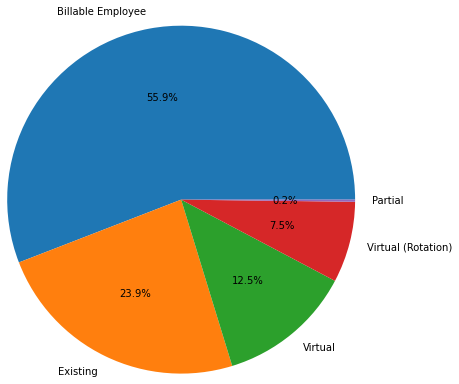 Billable Employee
55.9%
0.2%
Partial
7.5%
Virtual (Rotation)
12.5%
23.9%
Virtual
Existing